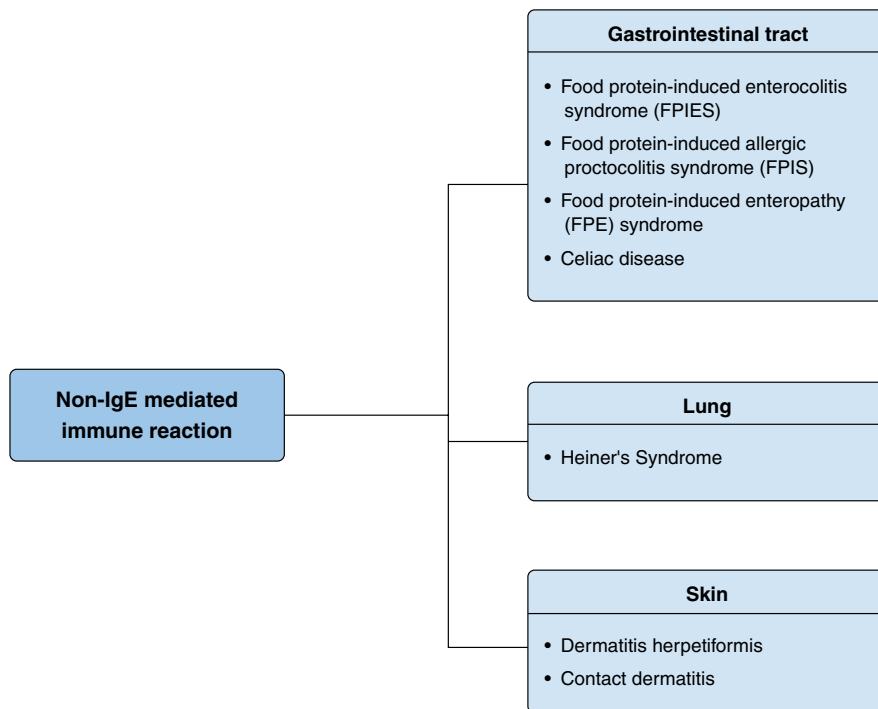 Gastrointestinal tract
• Food protein-induced enterocolitis
syndrome (FPIES)
• Food protein-induced allergic
proctocolitis syndrome (FPIS)
• Food protein-induced enteropathy
(FPE) syndrome
• Celiac disease
Non-IgE mediated
immune reaction
Lung
• Heiner's Syndrome
Skin
• Dermatitis herpetiformis
• Contact dermatitis